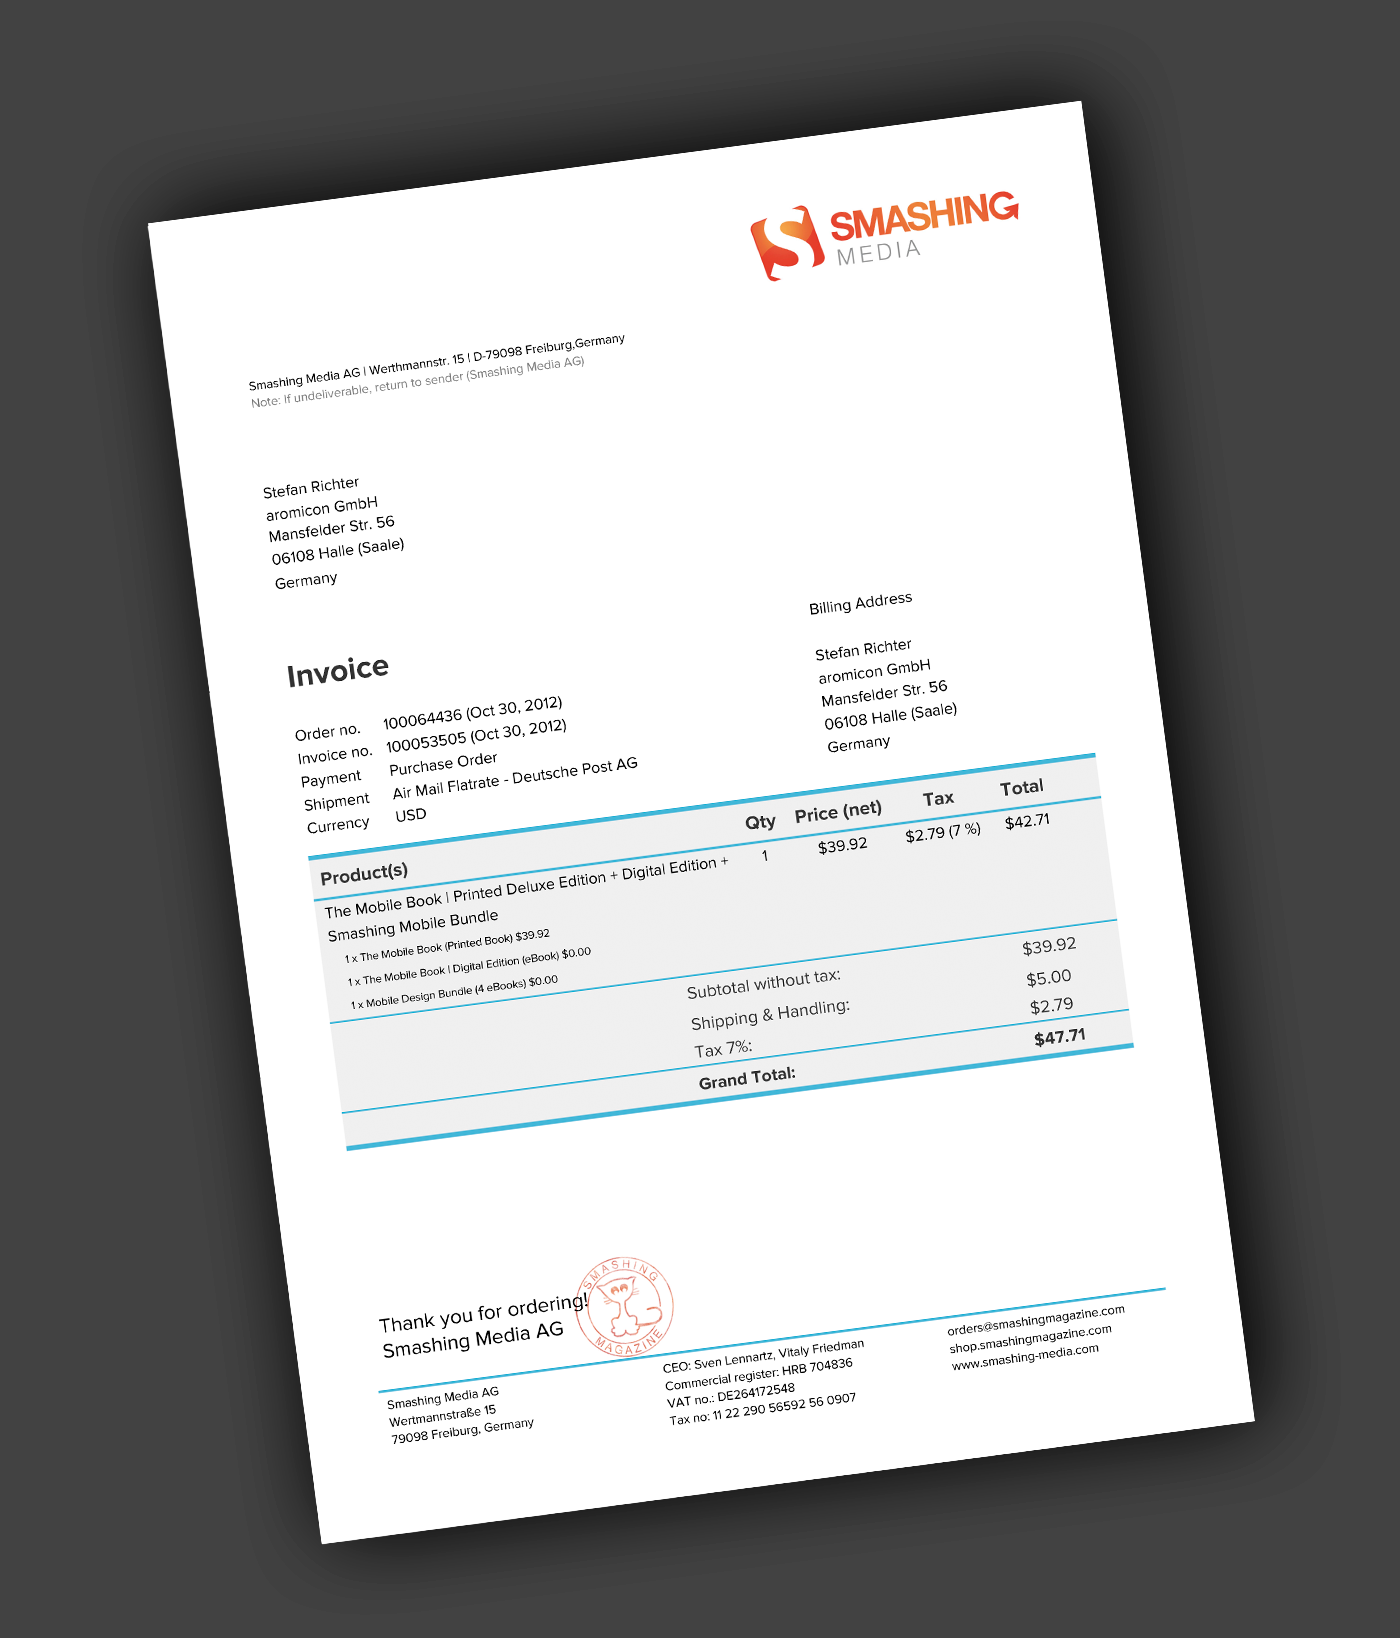 SMASHING
MEDIA
Smashing Media AG | Werthmannstr. 15 | D-79098 Freiburg,Germany
Note: If undeliverable, return to sender (Smashing Media AG)
Stefan Richter
aromicon GmbH
Mansfelder Str. 56
06108 Halle (Saale)
Germany
Billing Address
Stefan Richter
aromicon GmbH
Mansfelder Str. 56
06108 Halle (Saale)
Germany
Invoice
Order no. 100064436 (Oct 30, 2012)
Invoice no. 100053505 (Oct 30, 2012)
Payment Purchase Order
Shipment Air Mail Flatrate - Deutsche Post AG
Currency USD
Product(s) Qty Price (net) Tax Total
The Mobile Book | Printed Deluxe Edition + Digital Edition + 1 $39.92 $2.79 (7 %) $42.71
Smashing Mobile Bundle
1 x The Mobile Book (Printed Book) $39.92
1 x The Mobile Book | Digital Edition (eBook) $0.00
1 x Mobile Design Bundle (4 eBooks) $0.00
Subtotal without tax: $39.92
Shipping & Handling: $5.00
Tax 7%: $2.79
Grand Total: $47.71
Thank you for ordering!
Smashing Media AG
SMASHING
MAGAZINE
Smashing Media AG
Wertmannstraße 15
79098 Freiburg, Germany
CEO: Sven Lennartz, Vitaly Friedman
Commercial register: HRB 704836
VAT no.: DE264172548
Tax no: 11 22 290 56592 56 0907
orders@smashingmagazine.com
shop.smashingmagazine.com
www.smashing-media.com